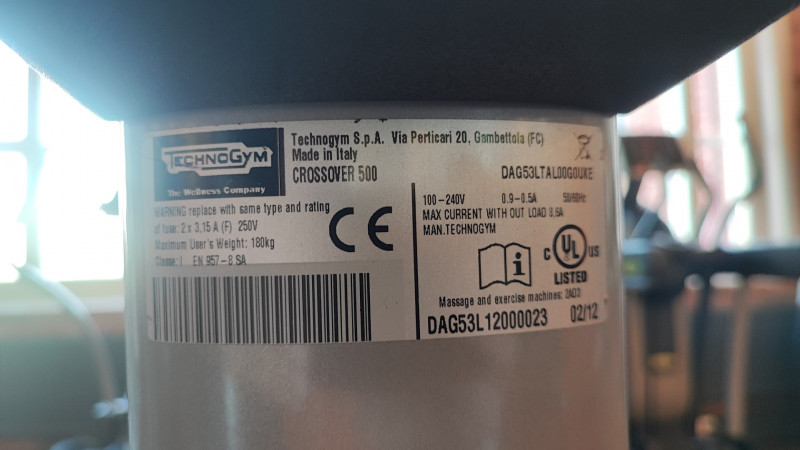 TECHNOGYM
The Wellness Company
Technogym S.p.A. Via Perticari 20, Gambettola (FC)
Made in Italy
CROSSOVER 500
DAG53LTAL00G0UKE
WARNING replace with same type and rating
of fuse: 2 x 3,15 A (F) 250V
Maximum User's Weight: 180kg
Classe: I EN 957-8 SA
CE
100-240V 0.9-0.5A 50/60Hz
MAX CURRENT WITH OUT LOAD 8.6A
MAN.TECHNOGYM
i
C UL US
LISTED
Massage and exercise machines: 2AD3
DAG53L12000023 02/12